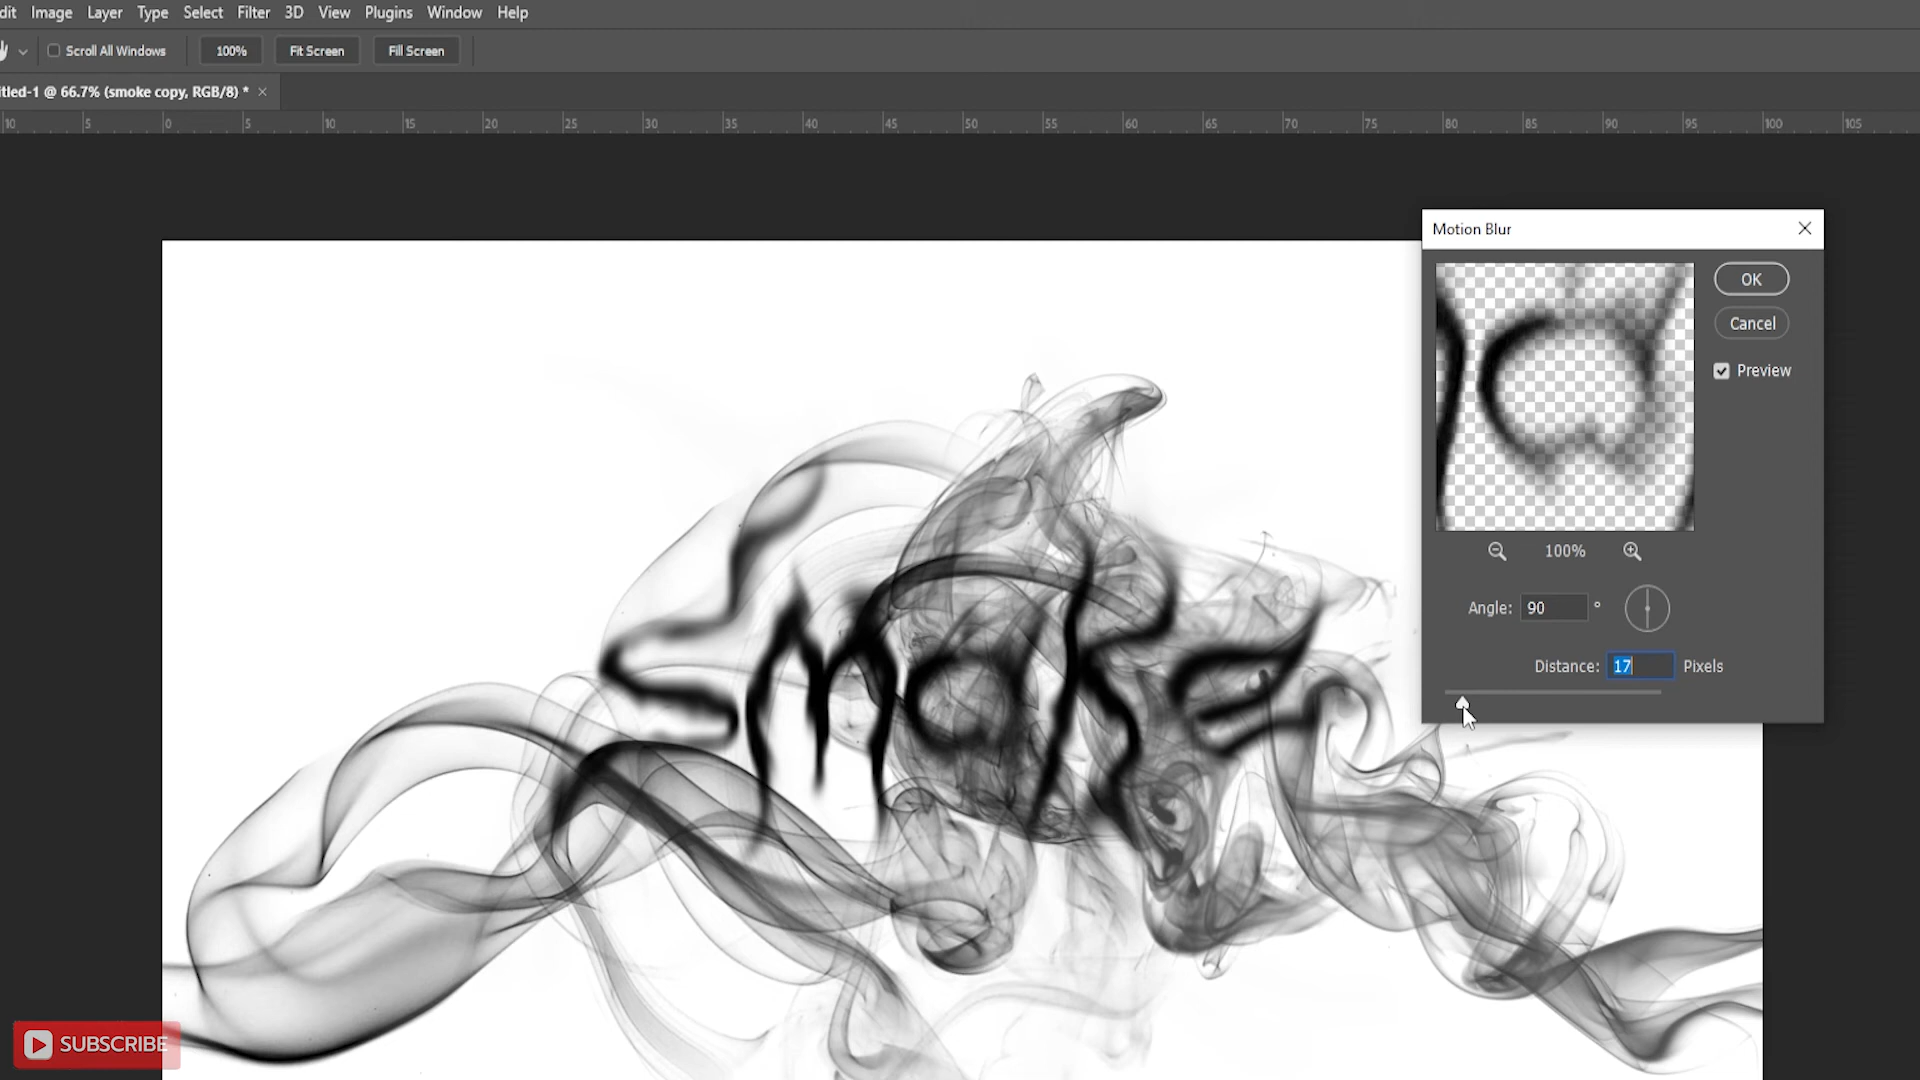 dit Image Layer Type Select Filter 3D View Plugins Window Help
Scroll All Windows 100% Fit Screen Fill Screen
itled-1 @ 66.7% (smoke copy, RGB/8) * ×
10 5 0 5 10 15 20 25 30 35 40 45 50 55 60 65 70 75 80 85 90 95 100 105
Motion Blur
OK
Cancel
Preview
100%
Angle: 90 °
Distance: 17 Pixels
smoke
SUBSCRIBE